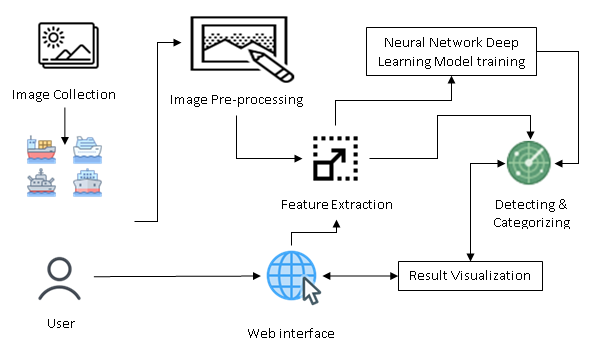 Neural Network Deep
Learning Model training
Image Collection
Image Pre-processing
Feature Extraction
Detecting &
Categorizing
Result Visualization
User
Web interface